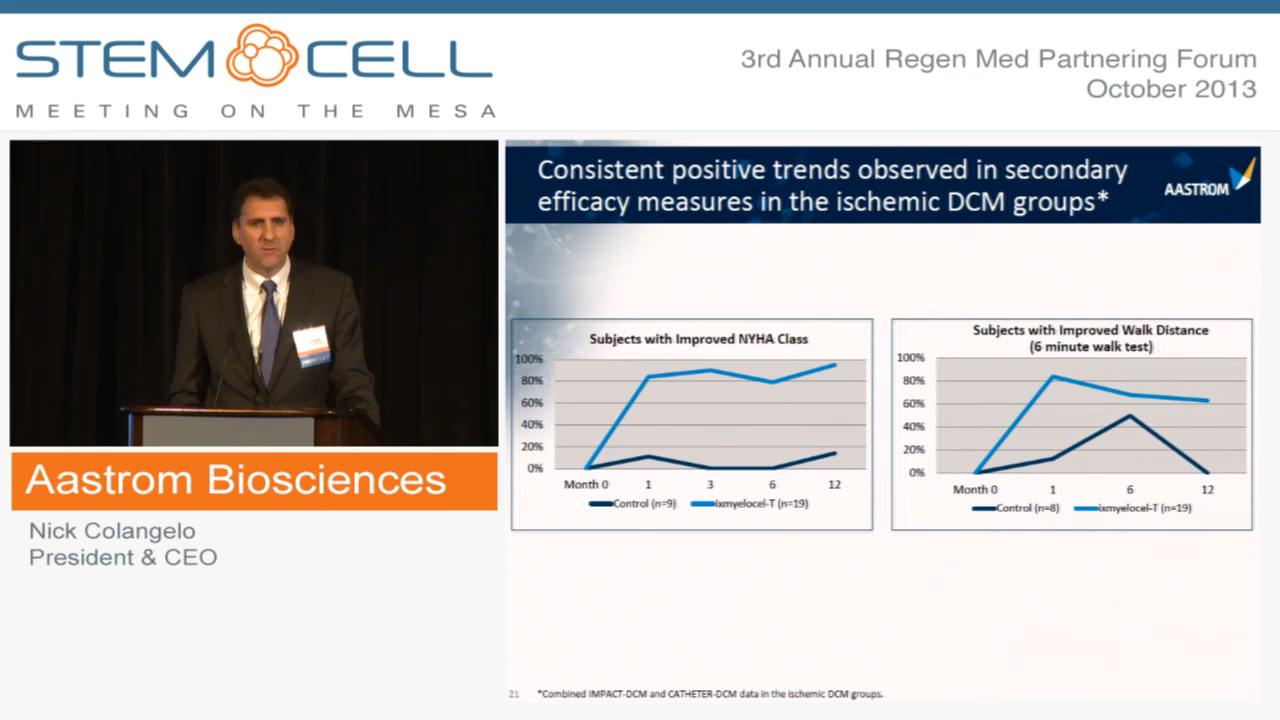 STEM CELL
MEETING ON THE MESA
3rd Annual Regen Med Partnering Forum
October 2013
Consistent positive trends observed in secondary
efficacy measures in the ischemic DCM groups*
AASTROM
Subjects with Improved NYHA Class
100%
80%
60%
40%
20%
0%
Month 0 1 3 6 12
Control (n=9) ixmyelocel-T (n=19)
Subjects with Improved Walk Distance
(6 minute walk test)
100%
80%
60%
40%
20%
0%
Month 0 1 6 12
Control (n=8) ixmyelocel-T (n=19)
21 *Combined IMPACT-DCM and CATHETER-DCM data in the ischemic DCM groups.
Aastrom Biosciences
Nick Colangelo
President & CEO